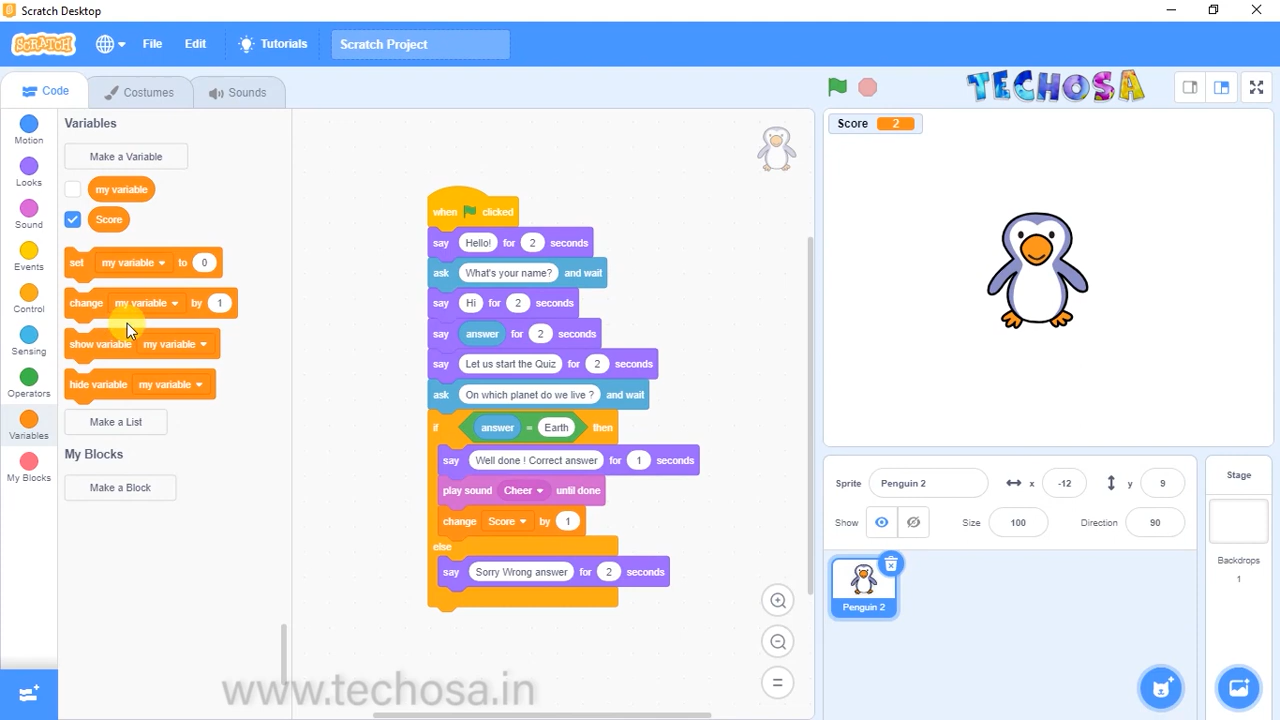 Scratch Desktop
SCRATCH
File
Edit
Tutorials
Scratch Project
Code
Costumes
Sounds
TECHOSA
Motion
Looks
Sound
Events
Control
Sensing
Operators
Variables
My Blocks
Variables
Make a Variable
my variable
Score
set my variable to 0
change my variable by 1
show variable my variable
hide variable my variable
Make a List
My Blocks
Make a Block
when clicked
say Hello! for 2 seconds
ask What's your name? and wait
say Hi for 2 seconds
say answer for 2 seconds
say Let us start the Quiz for 2 seconds
ask On which planet do we live ? and wait
if answer = Earth then
say Well done ! Correct answer for 1 seconds
play sound Cheer until done
change Score by 1
else
say Sorry Wrong answer for 2 seconds
Score 2
Sprite Penguin 2 x -12 y 9
Show Size 100 Direction 90
Penguin 2
Stage
Backdrops
1
www.techosa.in